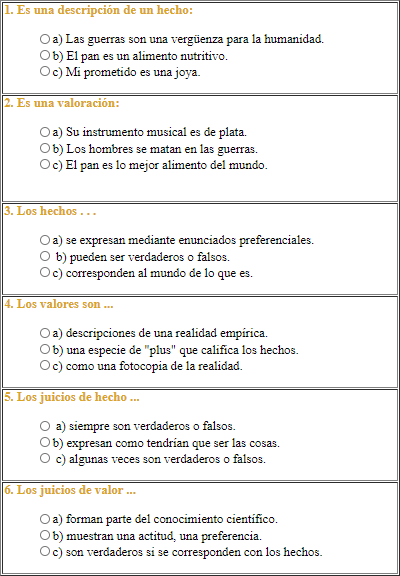 1. Es una descripción de un hecho:
a) Las guerras son una vergüenza para la humanidad.
b) El pan es un alimento nutritivo.
c) Mi prometido es una joya.
2. Es una valoración:
a) Su instrumento musical es de plata.
b) Los hombres se matan en las guerras.
c) El pan es lo mejor alimento del mundo.
3. Los hechos . . .
a) se expresan mediante enunciados preferenciales.
b) pueden ser verdaderos o falsos.
c) corresponden al mundo de lo que es.
4. Los valores son ...
a) descripciones de una realidad empírica.
b) una especie de "plus" que califica los hechos.
c) como una fotocopia de la realidad.
5. Los juicios de hecho ...
a) siempre son verdaderos o falsos.
b) expresan como tendrían que ser las cosas.
c) algunas veces son verdaderos o falsos.
6. Los juicios de valor ...
a) forman parte del conocimiento científico.
b) muestran una actitud, una preferencia.
c) son verdaderos si se corresponden con los hechos.